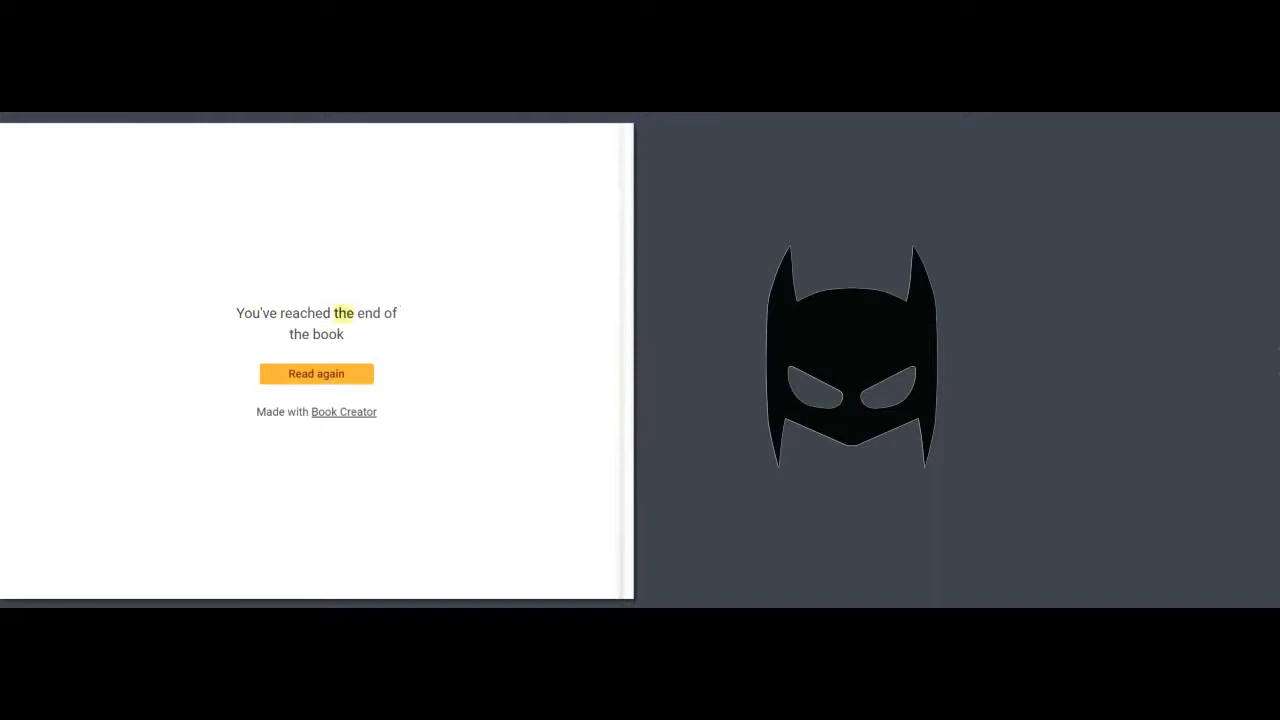 You've reached the end of
the book
Read again
Made with Book Creator